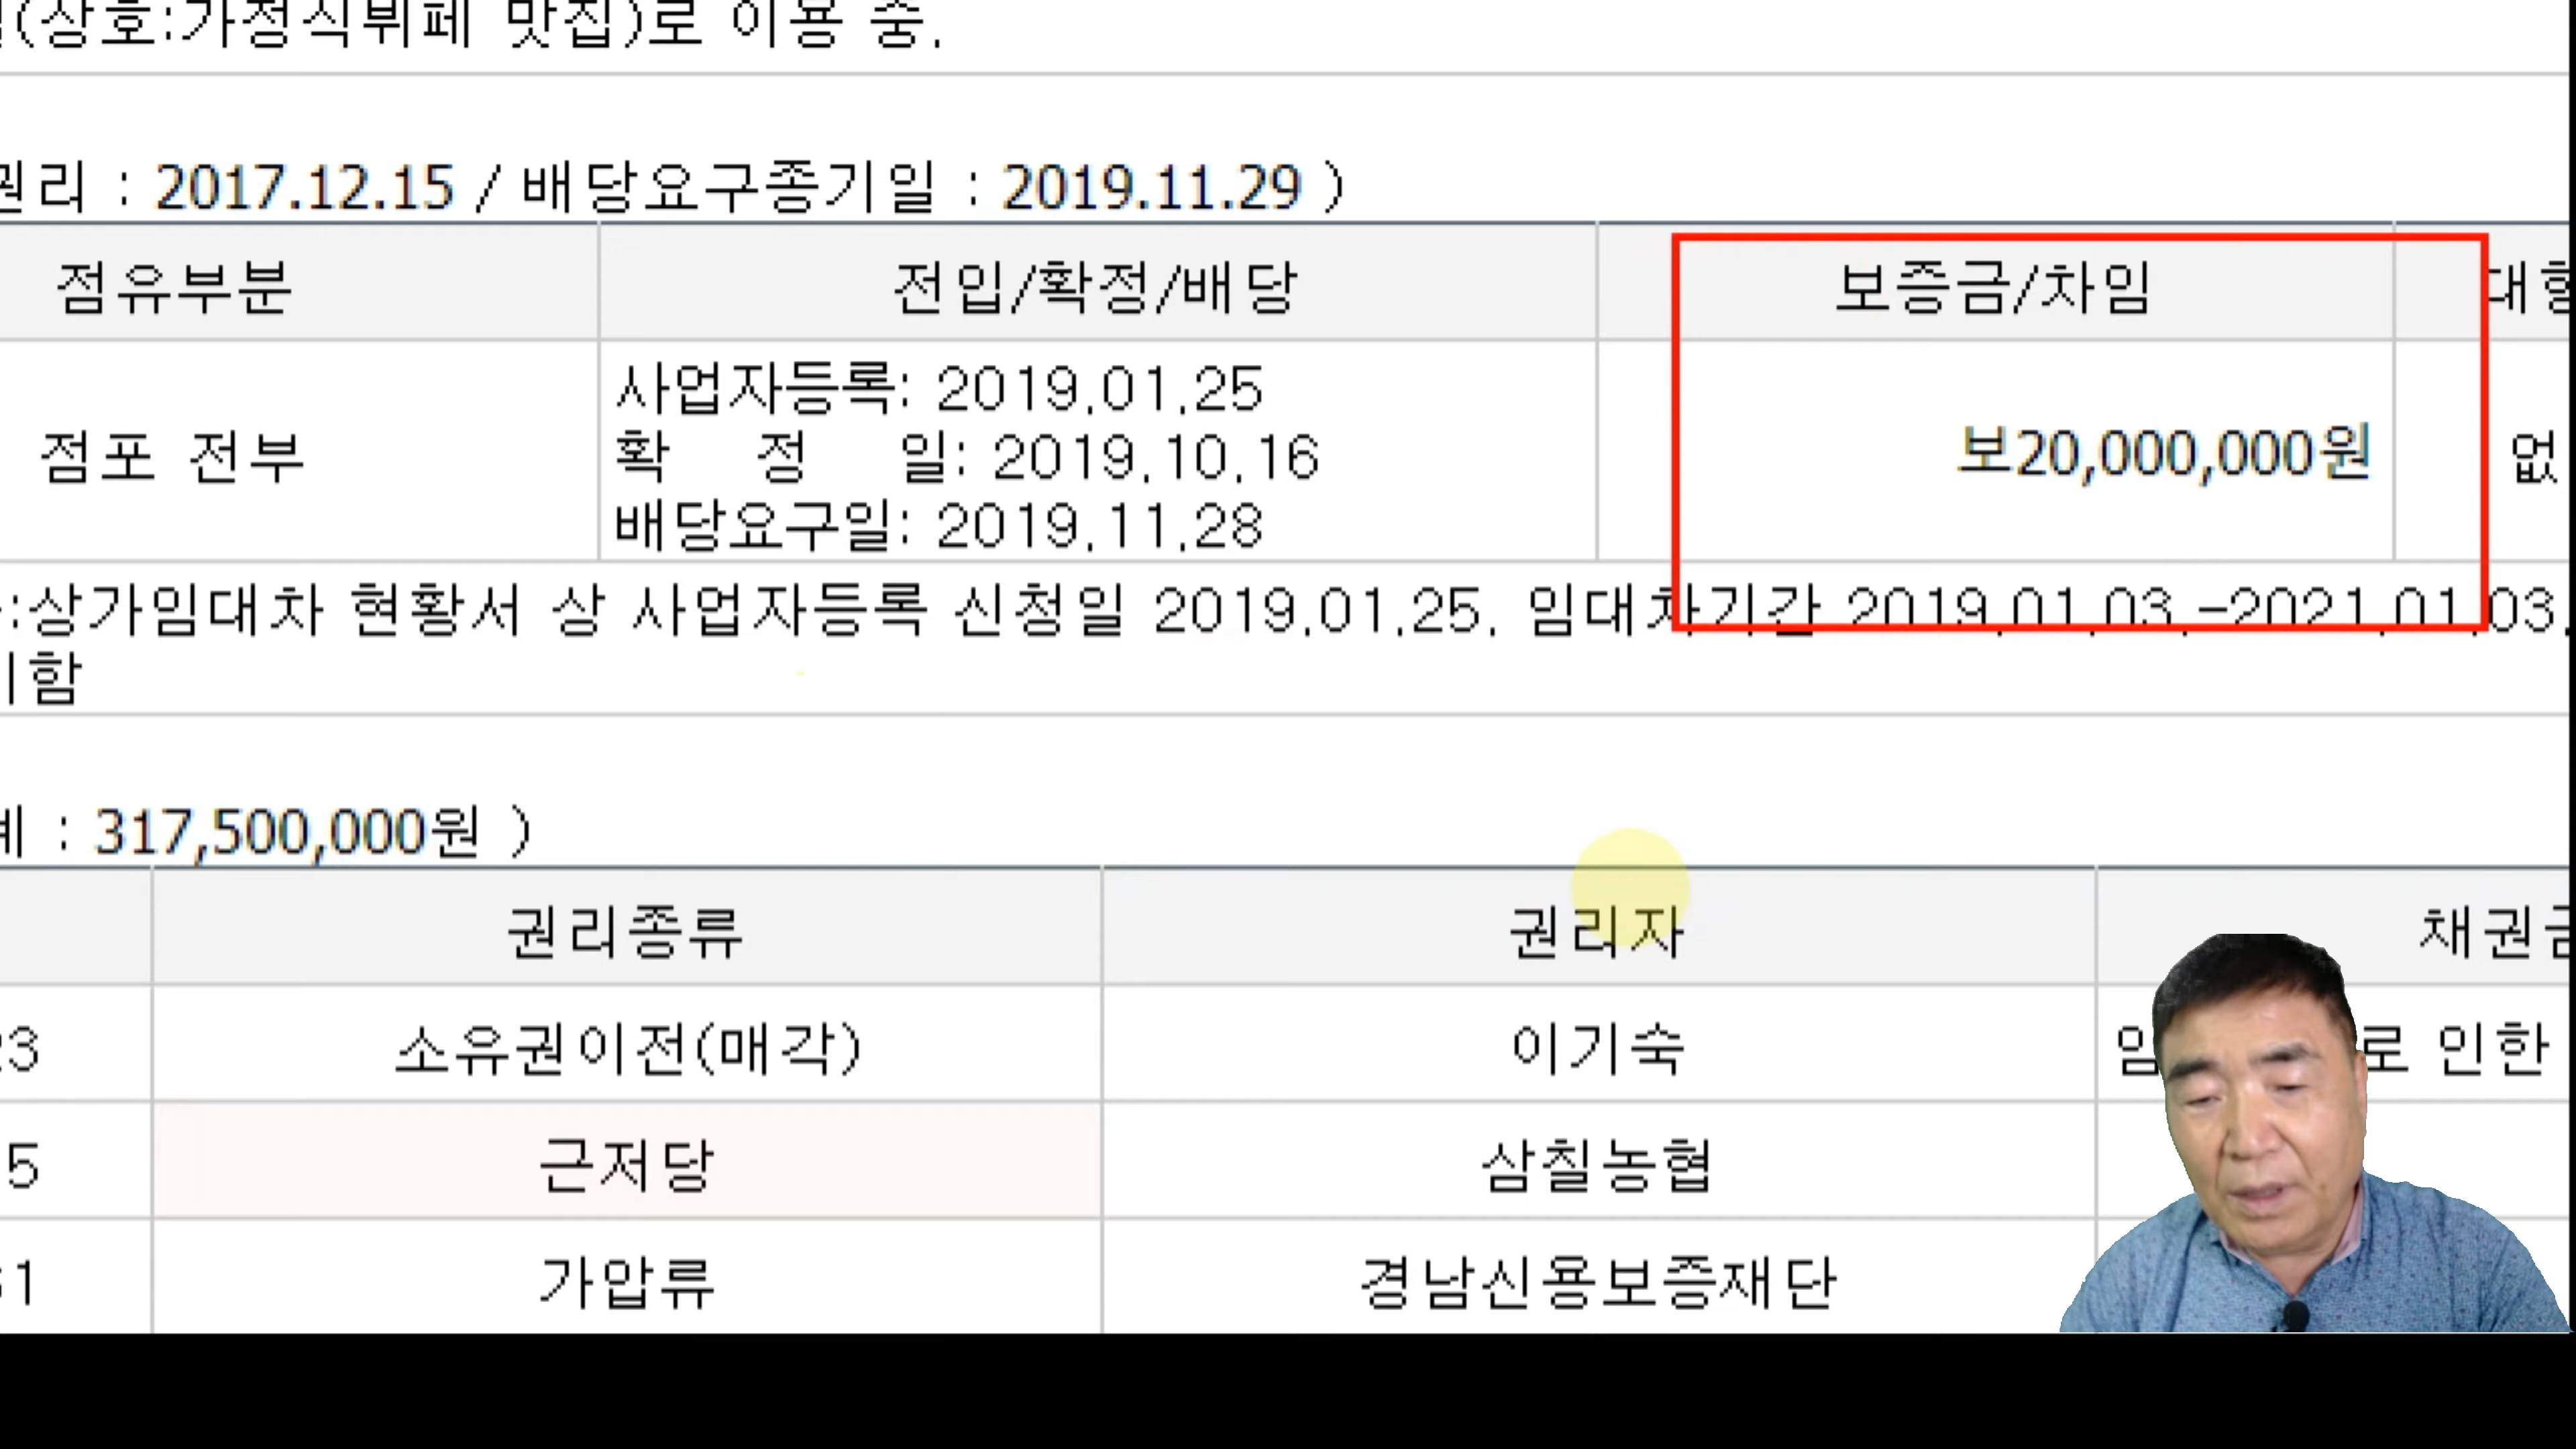 (상호:가정식뷔페 맛집)로 이용 중.
권리 : 2017.12.15 / 배당요구종기일 : 2019.11.29 )
점유부분 전입/확정/배당 보증금/차임
점포 전부
사업자등록: 2019.01.25
확 정 일: 2019.10.16
배당요구일: 2019.11.28
보20,000,000원
없
:상가임대차 현황서 상 사업자등록 신청일 2019.01.25. 임대차기간 2019.01.03.-2021.01.03.
기함
: 317,500,000원 )
권리종류 권리자
소유권이전(매각) 이기숙 로 인한
근저당 삼칠농협
가압류 경남신용보증재단